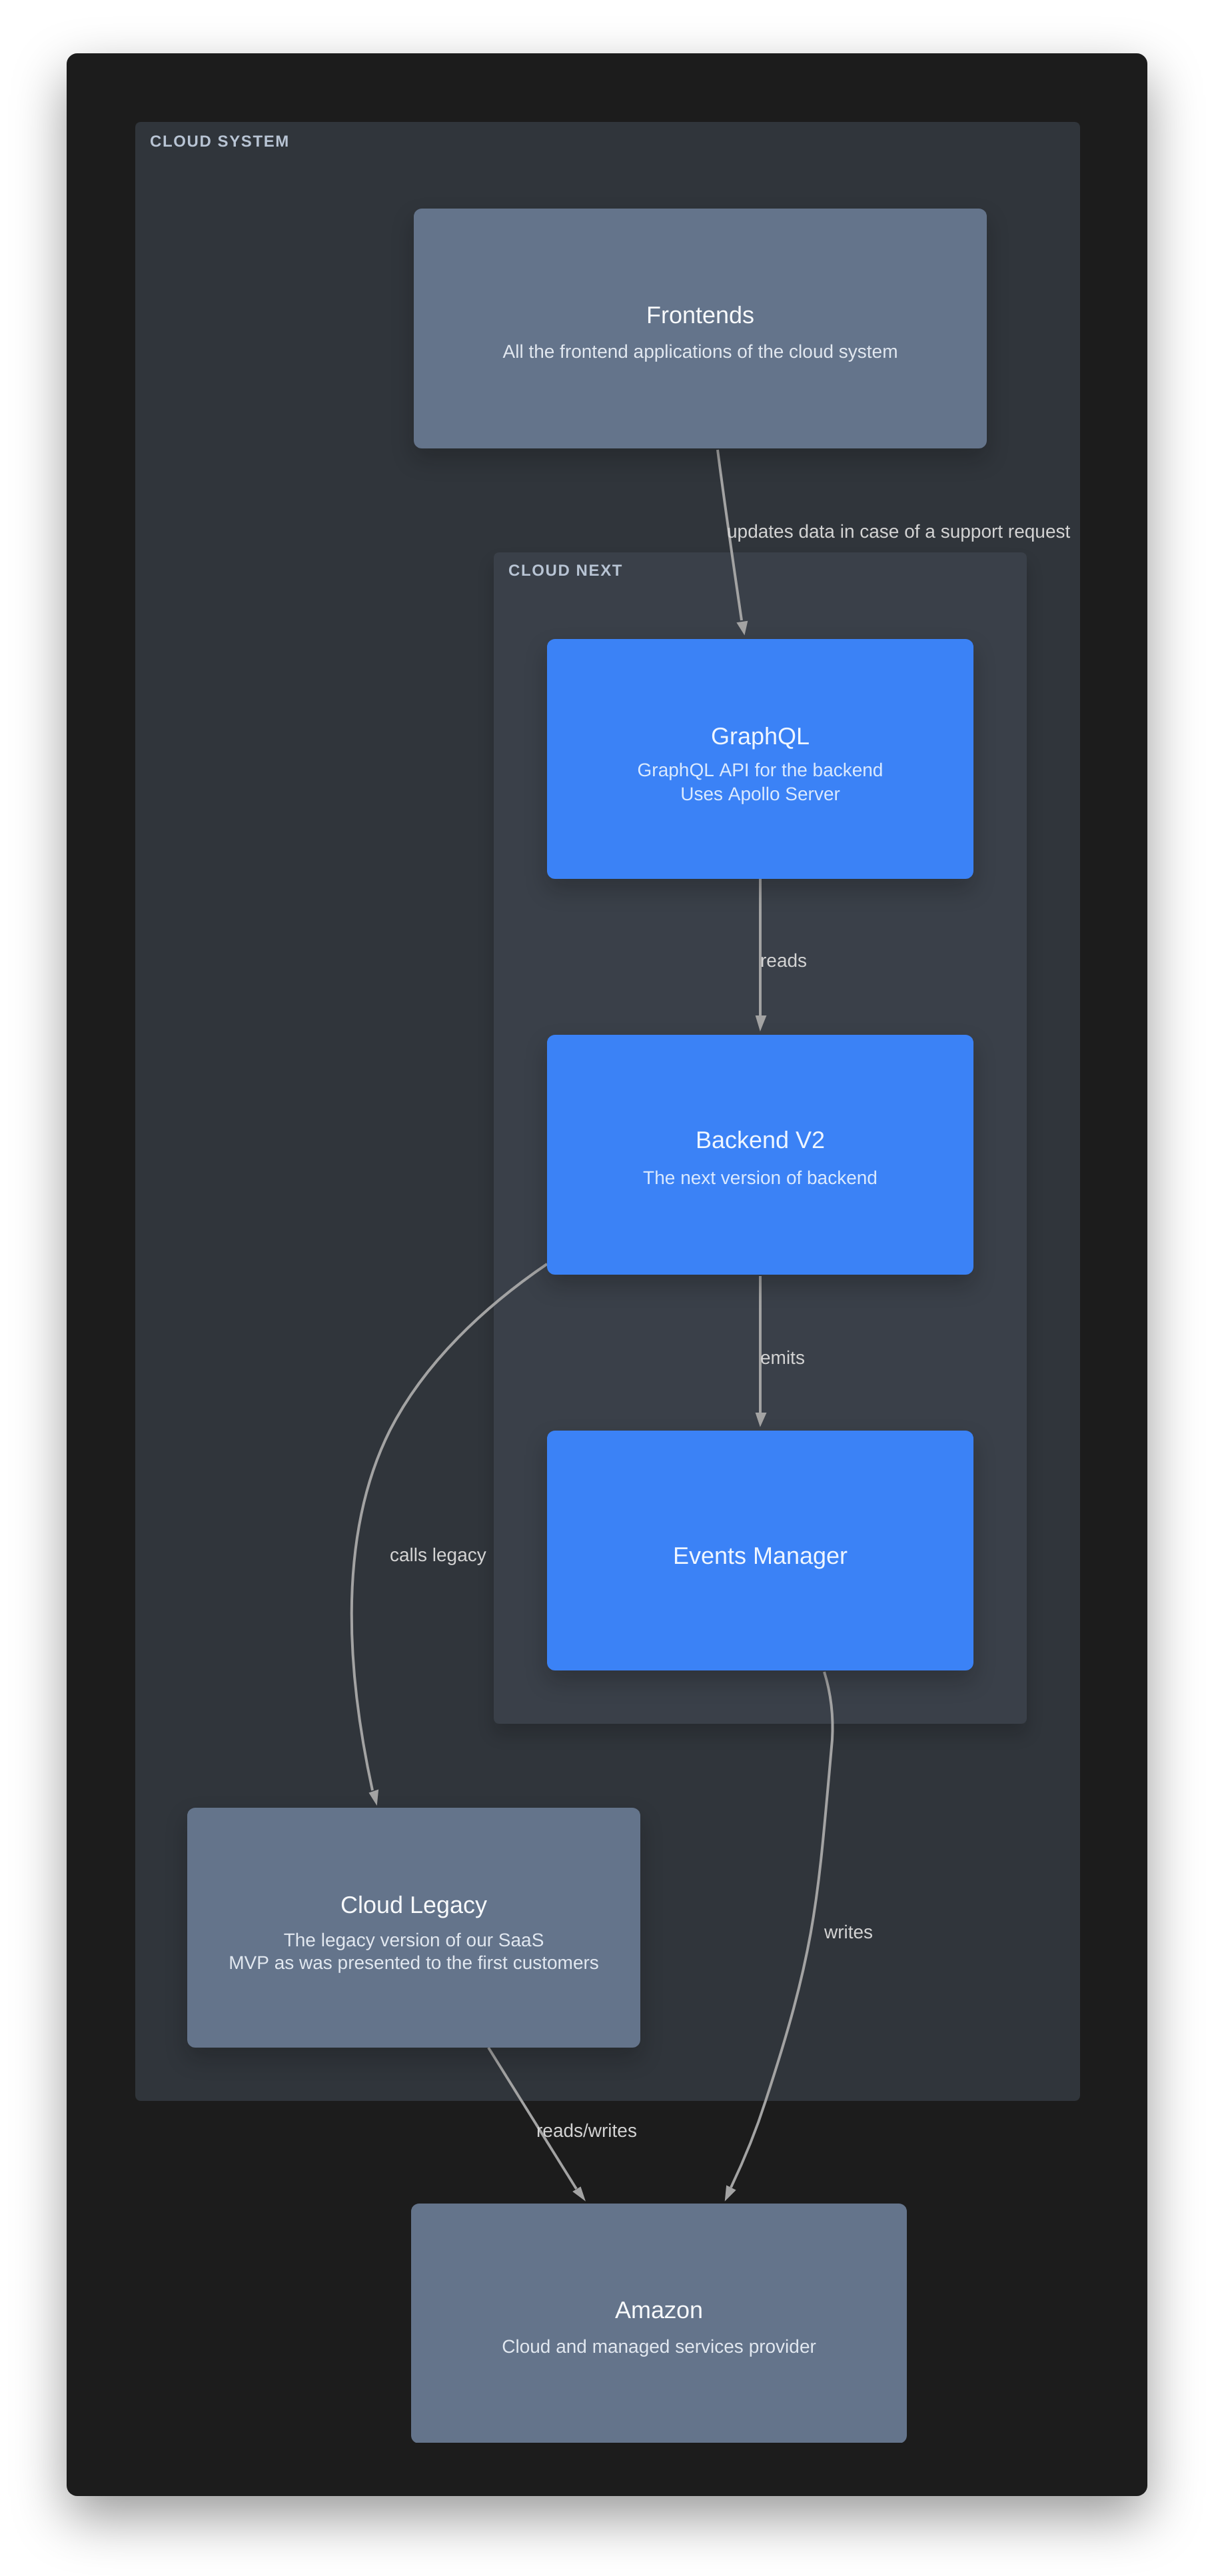 CLOUD SYSTEM
Frontends
All the frontend applications of the cloud system
updates data in case of a support request
CLOUD NEXT
GraphQL
GraphQL API for the backend
Uses Apollo Server
reads
Backend V2
The next version of backend
emits
calls legacy
Events Manager
Cloud Legacy
The legacy version of our SaaS
MVP as was presented to the first customers
writes
reads/writes
Amazon
Cloud and managed services provider